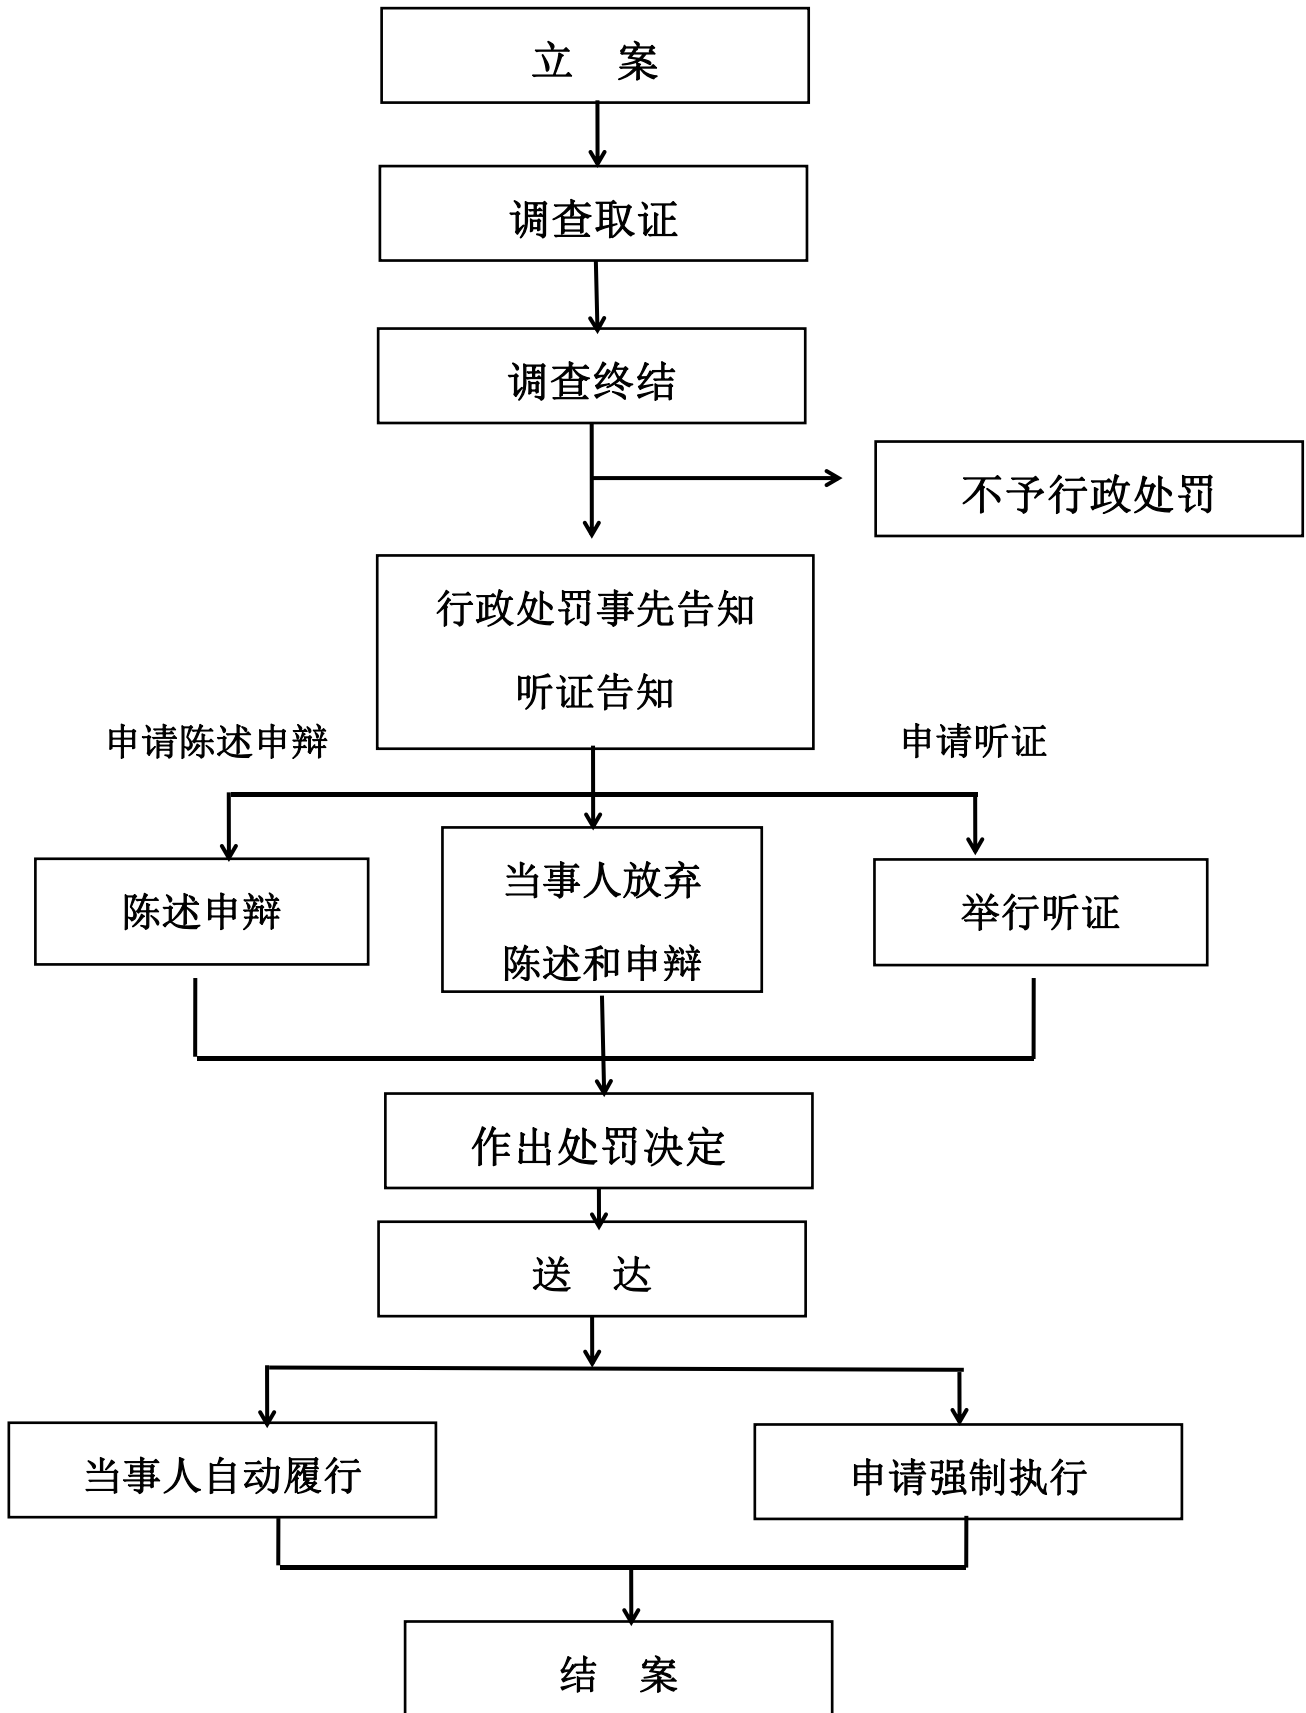 立 案
调查取证
调查终结
不予行政处罚
行政处罚事先告知
听证告知
申请陈述申辩
申请听证
陈述申辩
当事人放弃
陈述和申辩
举行听证
作出处罚决定
送 达
当事人自动履行
申请强制执行
结 案